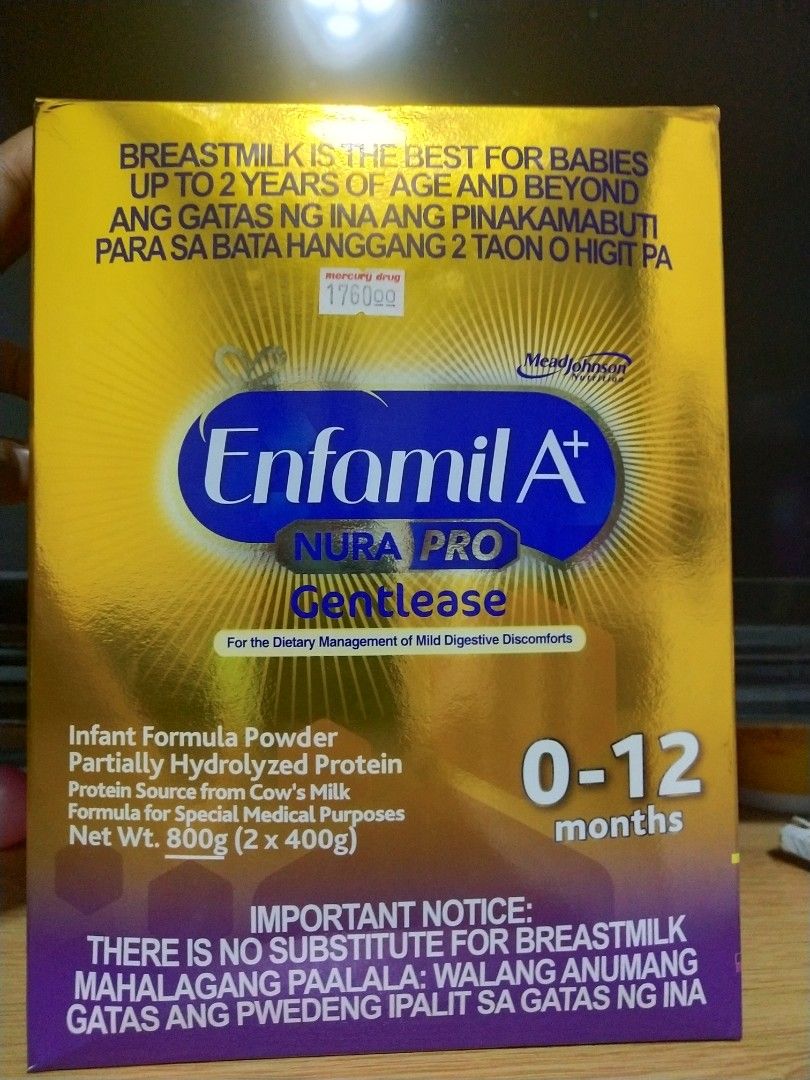 BREASTMILK IS THE BEST FOR BABIES
UP TO 2 YEARS OF AGE AND BEYOND
ANG GATAS NG INA ANG PINAKAMABUTI
PARA SA BATA HANGGANG 2 TAON O HIGIT PA
mercury drug
1760.00
MeadJohnson
Nutrition
Enfamil A+
NURA PRO
Gentlease
For the Dietary Management of Mild Digestive Discomforts
Infant Formula Powder
Partially Hydrolyzed Protein
Protein Source from Cow's Milk
Formula for Special Medical Purposes
Net Wt. 800g (2 x 400g)
0-12
months
IMPORTANT NOTICE:
THERE IS NO SUBSTITUTE FOR BREASTMILK
MAHALAGANG PAALALA: WALANG ANUMANG
GATAS ANG PWEDENG IPALIT SA GATAS NG INA